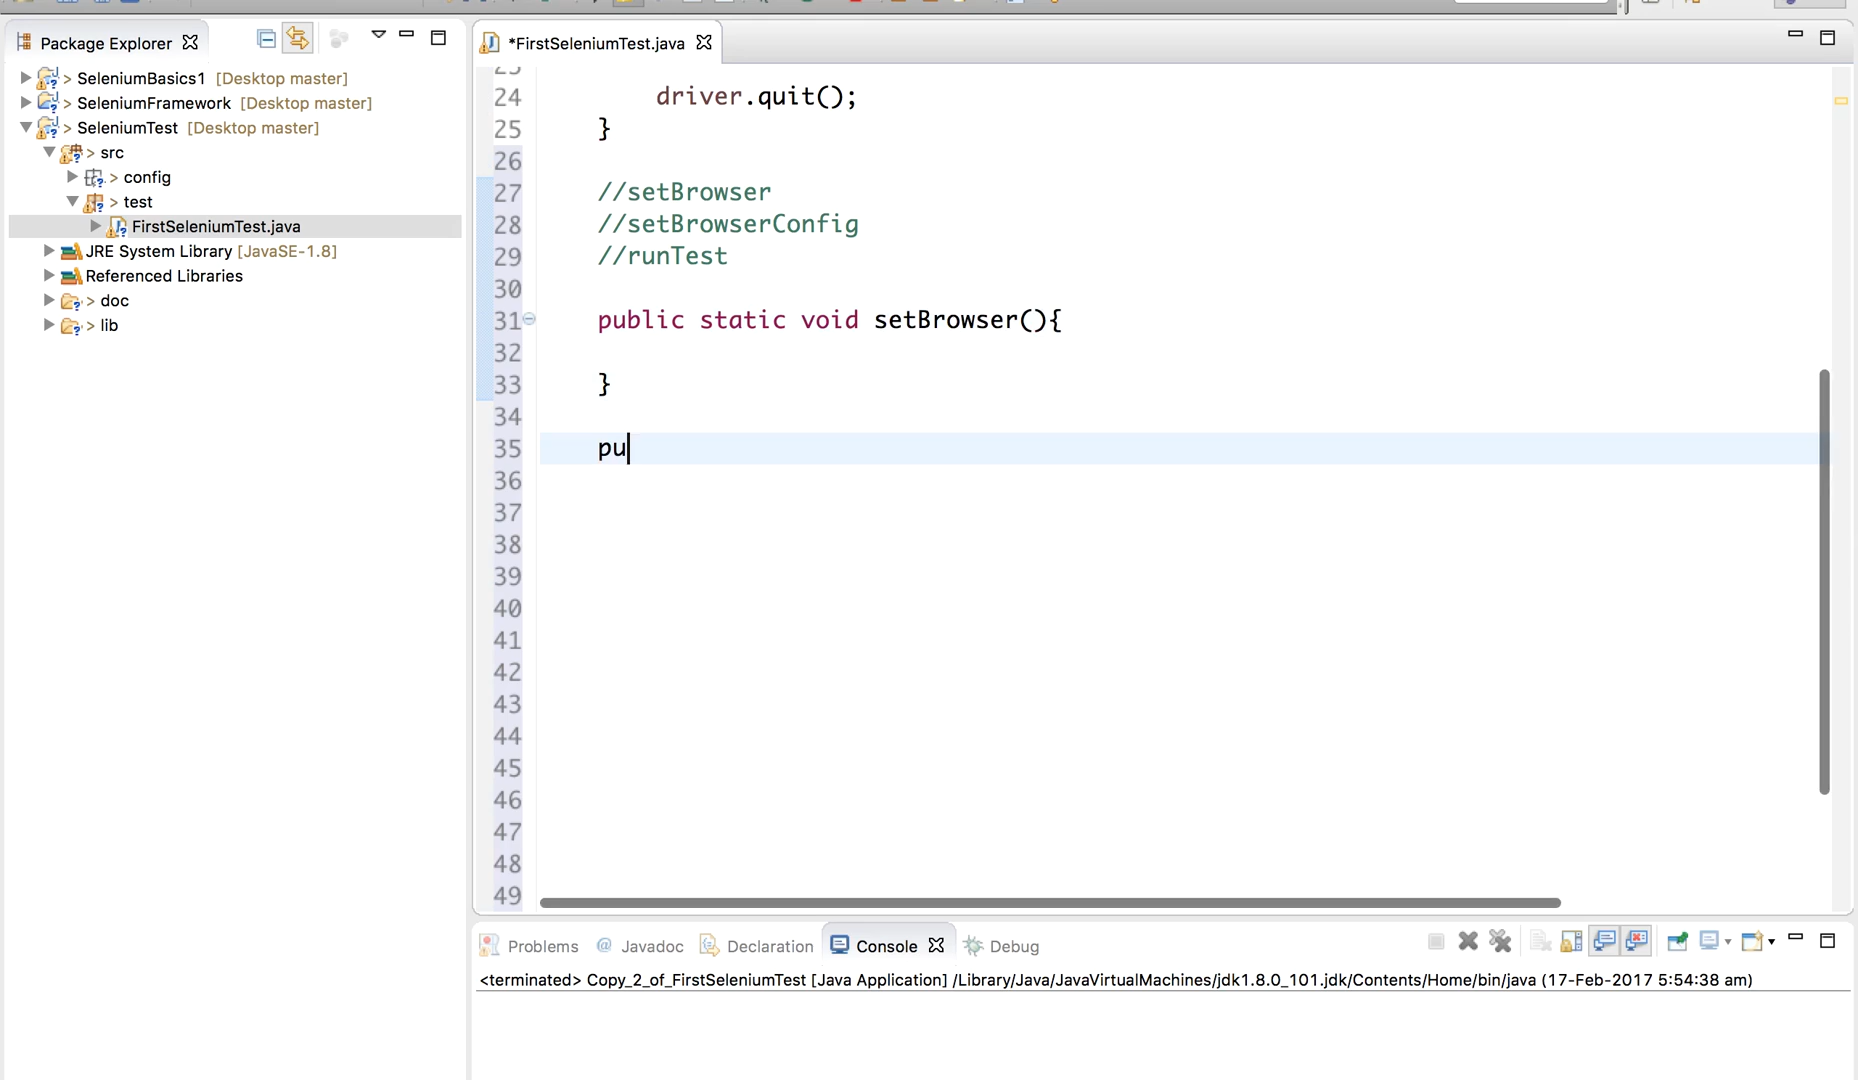 Package Explorer
*FirstSeleniumTest.java
> SeleniumBasics1 [Desktop master]
> SeleniumFramework [Desktop master]
> SeleniumTest [Desktop master]
> src
> config
> test
FirstSeleniumTest.java
JRE System Library [JavaSE-1.8]
Referenced Libraries
> doc
> lib
24 driver.quit();
25 }
26
27 //setBrowser
28 //setBrowserConfig
29 //runTest
30
31 public static void setBrowser(){
32
33 }
34
35 pu
36
37
38
39
40
41
42
43
44
45
46
47
48
49
Problems @ Javadoc Declaration Console Debug
<terminated> Copy_2_of_FirstSeleniumTest [Java Application] /Library/Java/JavaVirtualMachines/jdk1.8.0_101.jdk/Contents/Home/bin/java (17-Feb-2017 5:54:38 am)